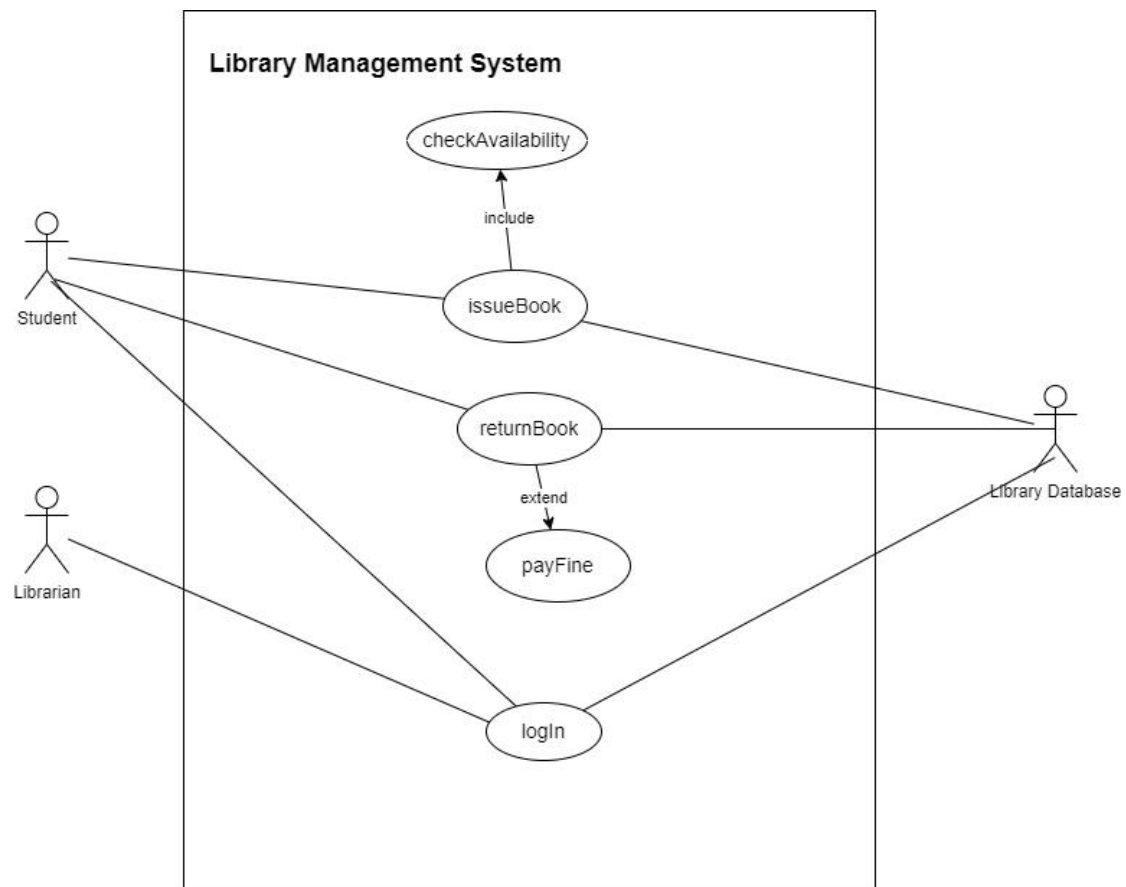 Library Management System
checkAvailability
include
Student
issueBook
returnBook
Library Database
extend
Librarian
payFine
logIn